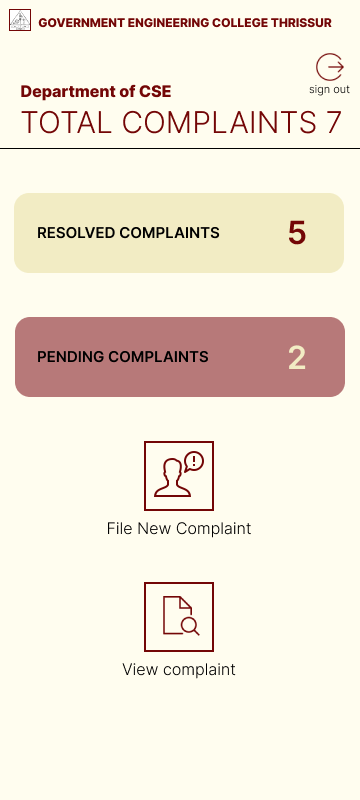 GOVERNMENT ENGINEERING COLLEGE THRISSUR
sign out
Department of CSE
TOTAL COMPLAINTS 7
RESOLVED COMPLAINTS 5
PENDING COMPLAINTS 2
File New Complaint
View complaint